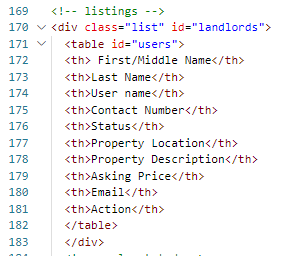 169 <!-- listings -->
170 <div class="list" id="landlords">
171 <table id="users">
172 <th> First/Middle Name</th>
173 <th>Last Name</th>
174 <th>User name</th>
175 <th>Contact Number</th>
176 <th>Status</th>
177 <th>Property Location</th>
178 <th>Property Description</th>
179 <th>Asking Price</th>
180 <th>Email</th>
181 <th>Action</th>
182 </table>
183 </div>